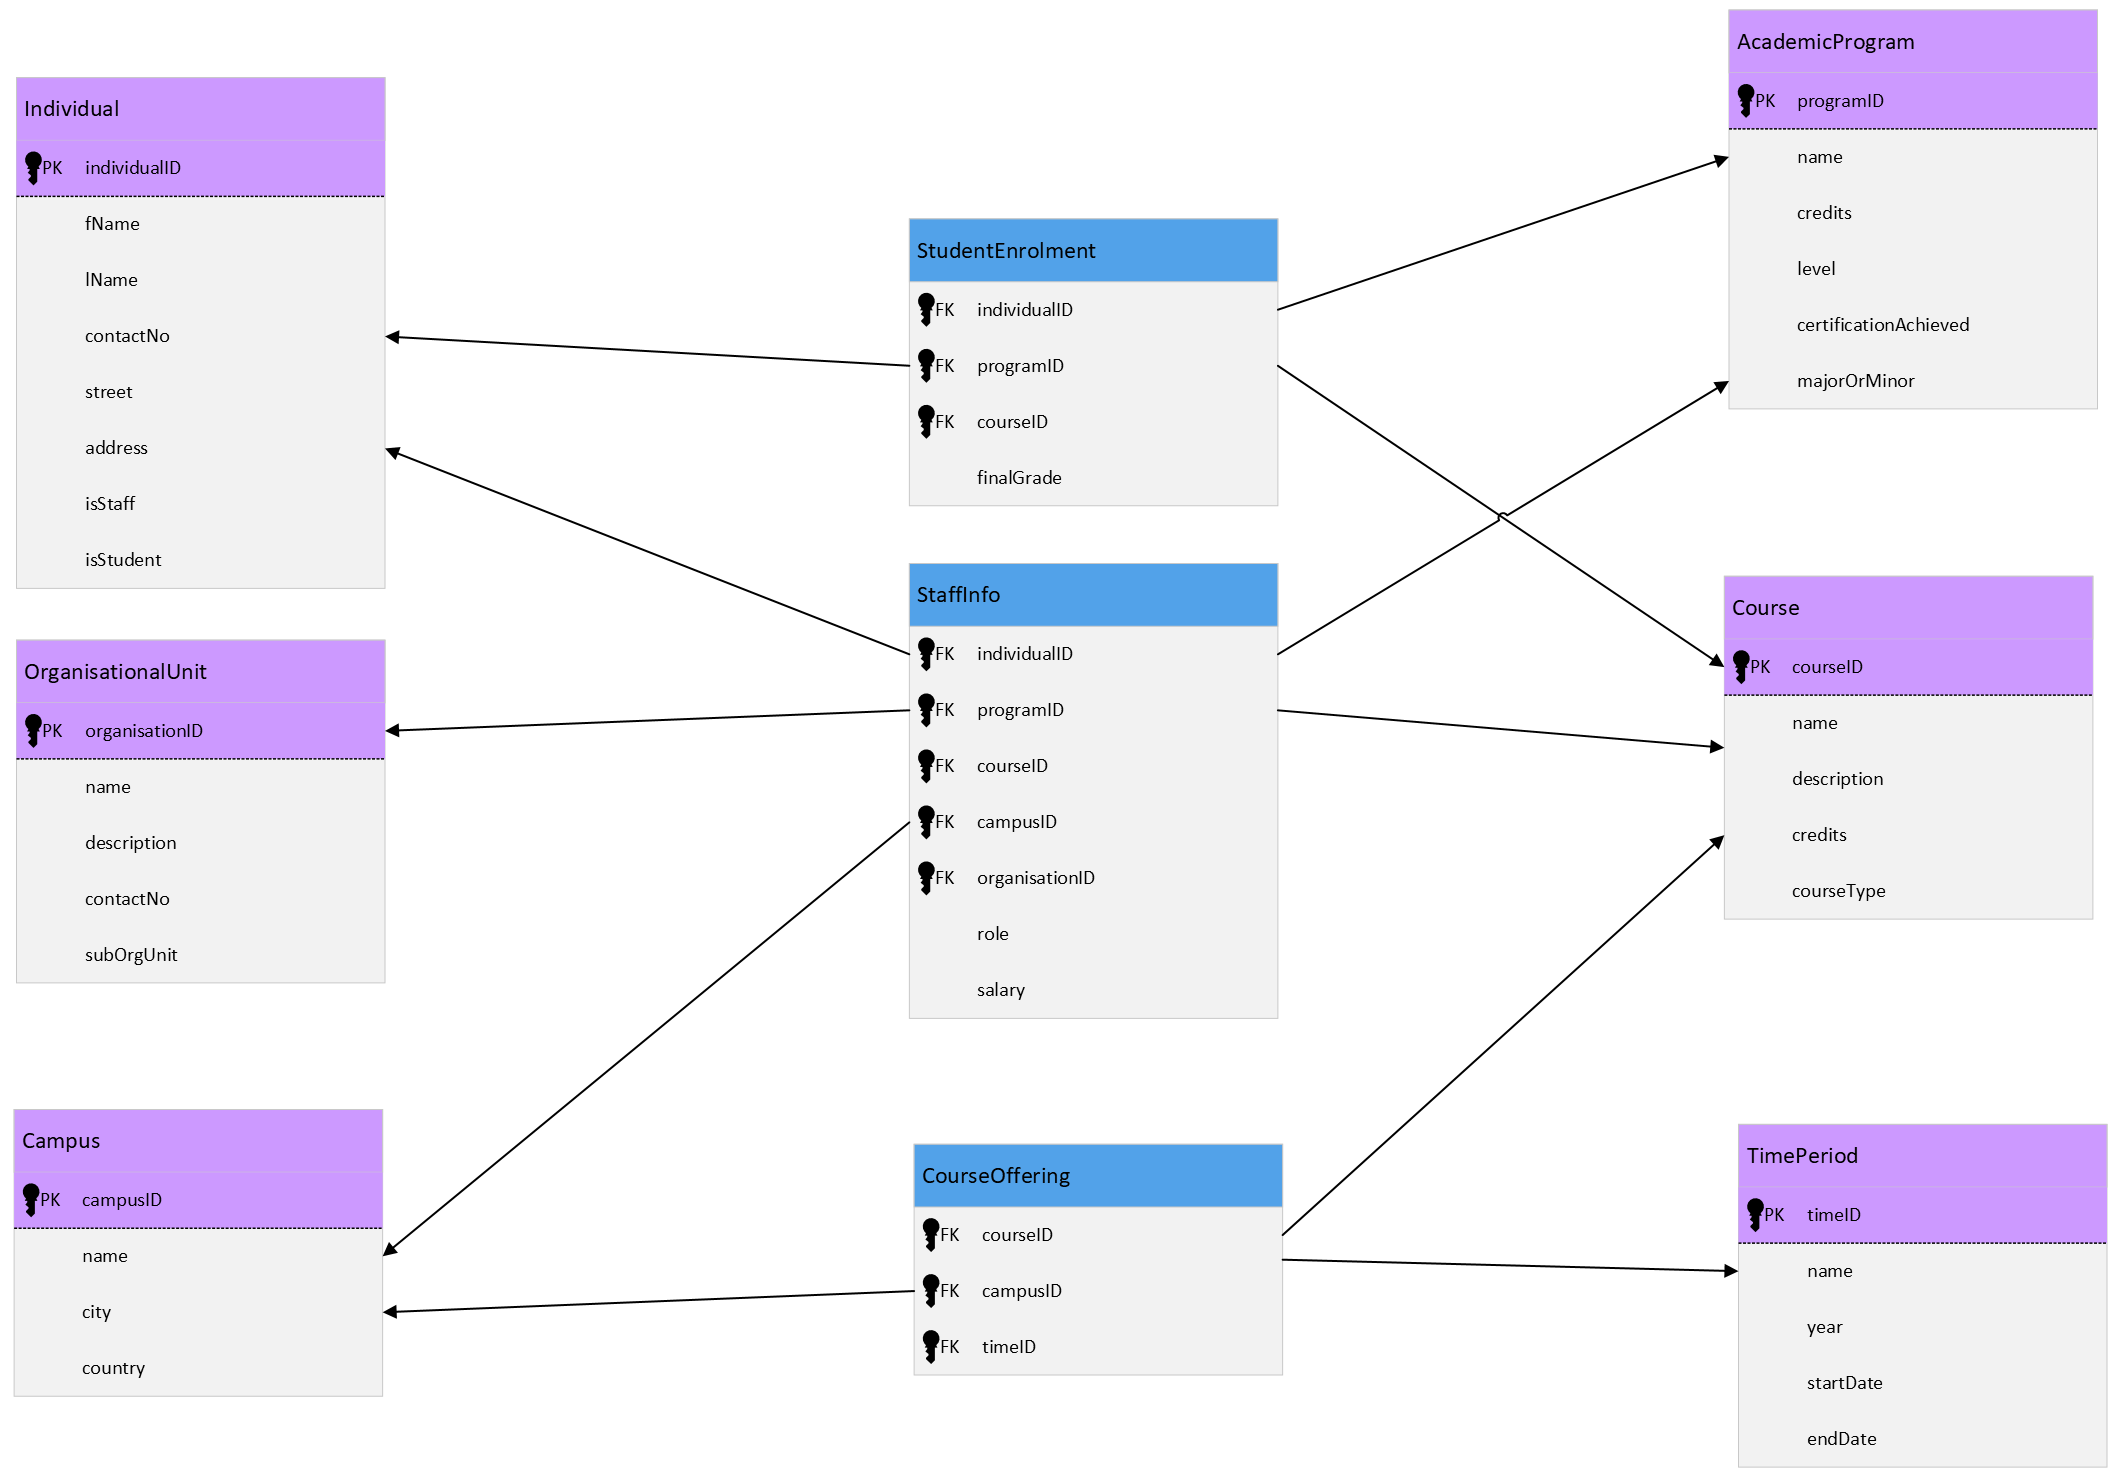 Individual
PK individualID
fName
lName
contactNo
street
address
isStaff
isStudent
OrganisationalUnit
PK organisationID
name
description
contactNo
subOrgUnit
Campus
PK campusID
name
city
country
StudentEnrolment
FK individualID
FK programID
FK courseID
finalGrade
StaffInfo
FK individualID
FK programID
FK courseID
FK campusID
FK organisationID
role
salary
CourseOffering
FK courseID
FK campusID
FK timeID
AcademicProgram
PK programID
name
credits
level
certificationAchieved
majorOrMinor
Course
PK courseID
name
description
credits
courseType
TimePeriod
PK timeID
name
year
startDate
endDate